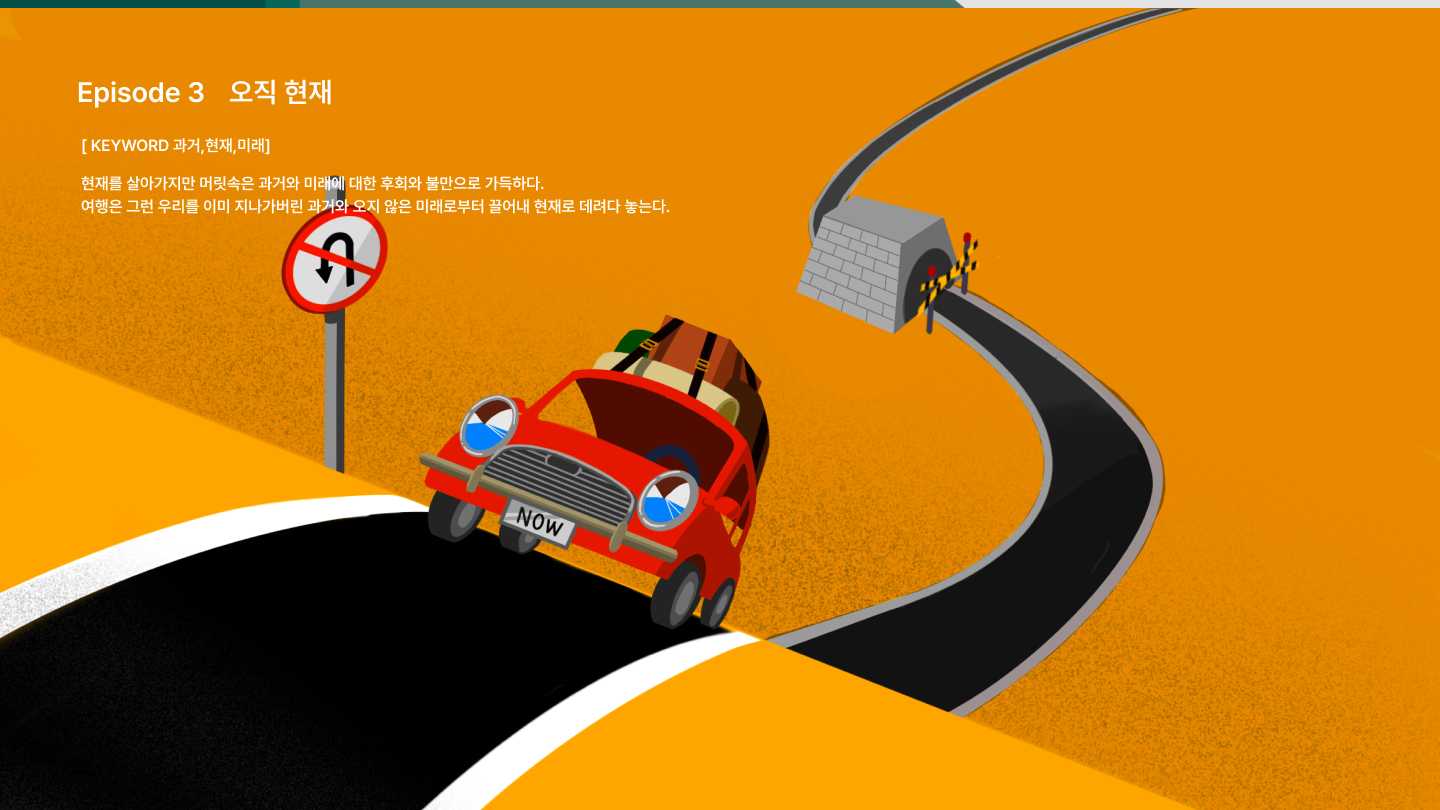 Episode 3 오직 현재
[ KEYWORD 과거,현재,미래]
현재를 살아가지만 머릿속은 과거와 미래에 대한 후회와 불만으로 가득하다.
여행은 그런 우리를 이미 지나가버린 과거와 오지 않은 미래로부터 끌어내 현재로 데려다 놓는다.
NOW